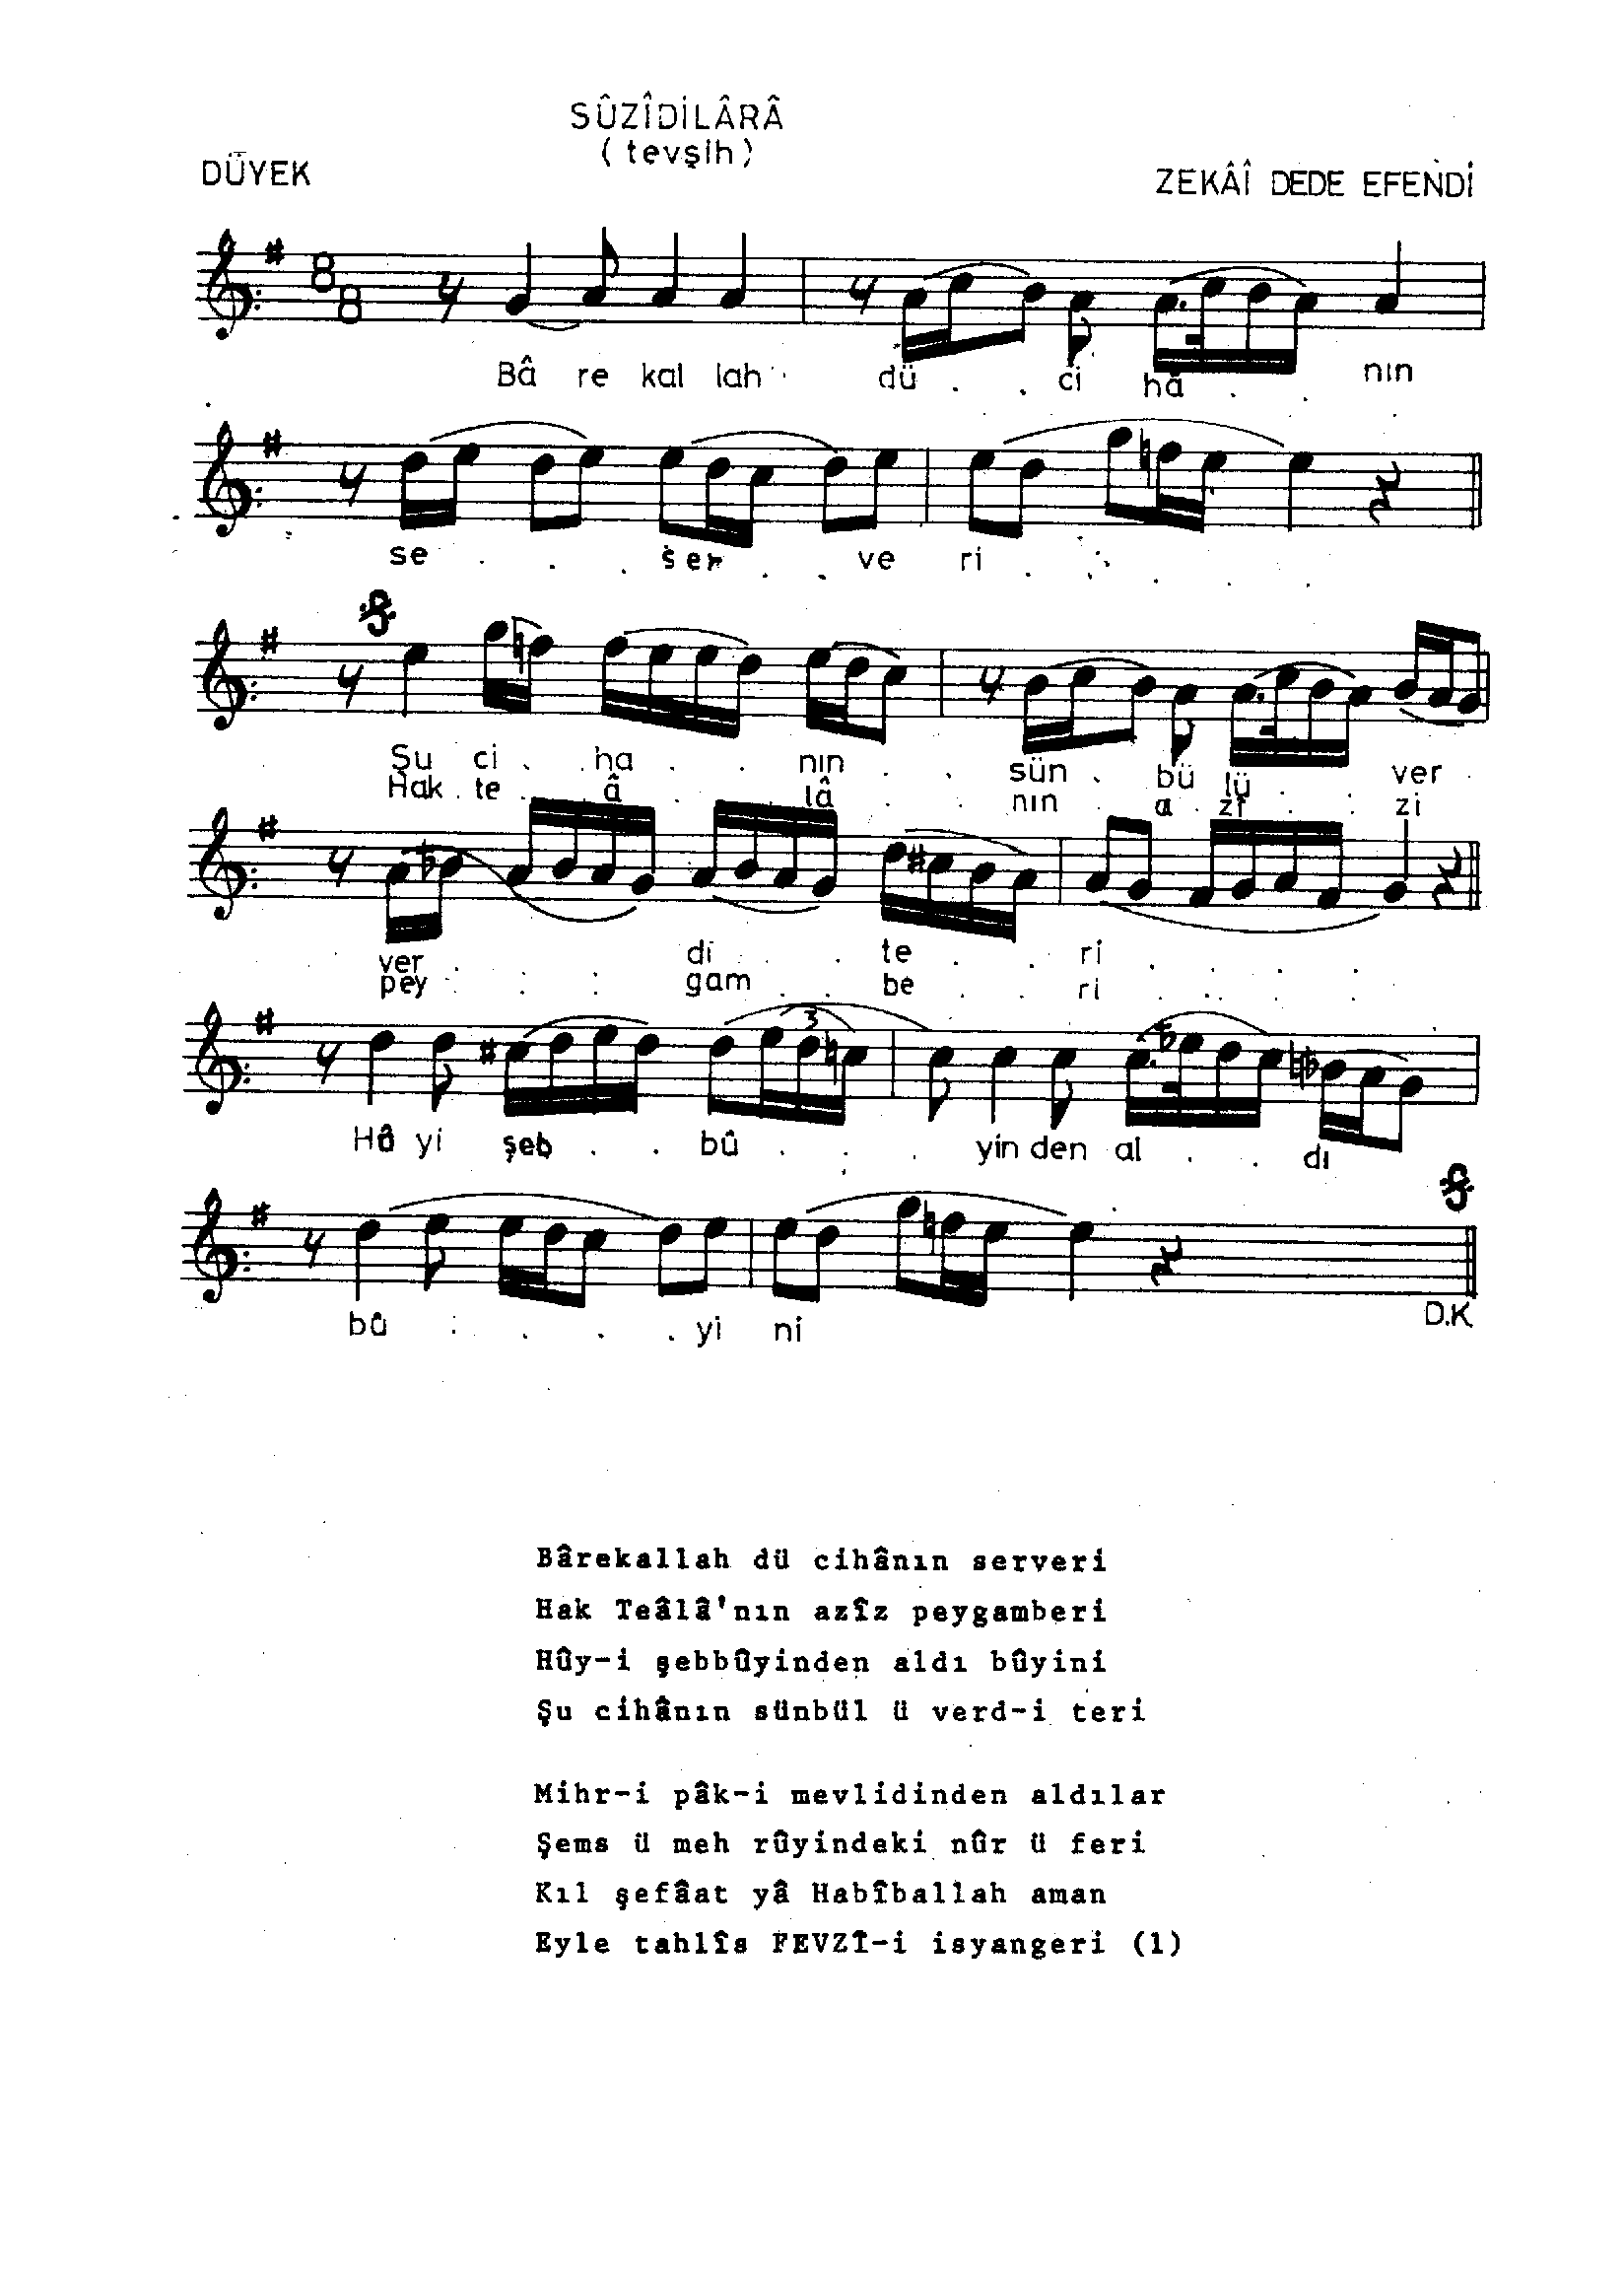 SÛZÎDİLÂRÂ
(tevşih)
DÜYEK
ZEKÂÎ DEDE EFENDİ
8
8
Bâ re kal lah dü . . ci hâ . . nın
se . . . ser . . ve ri . . . . .
Şu ci . . ha . . nın . . sün . bü lü . . ver .
Hak . te . . â . . lâ . . nın . a . zî . . zi
ver . . . di . . te . . ri . . . .
pey . . . gam . . be . . ri . . . .
3
Hû yi şeb . . bû . . . yin den al . . dı
bû . . . . yi ni
D.K
Bârekallah dü cihânın serveri
Hak Teâlâ'nın azîz peygamberi
Hûy-i şebbûyinden aldı bûyini
Şu cihânın sünbül ü verd-i teri
Mihr-i pâk-i mevlidinden aldılar
Şems ü meh rûyindeki nûr ü feri
Kıl şefâat yâ Habîballah aman
Eyle tahlîs FEVZÎ-i isyangeri (1)